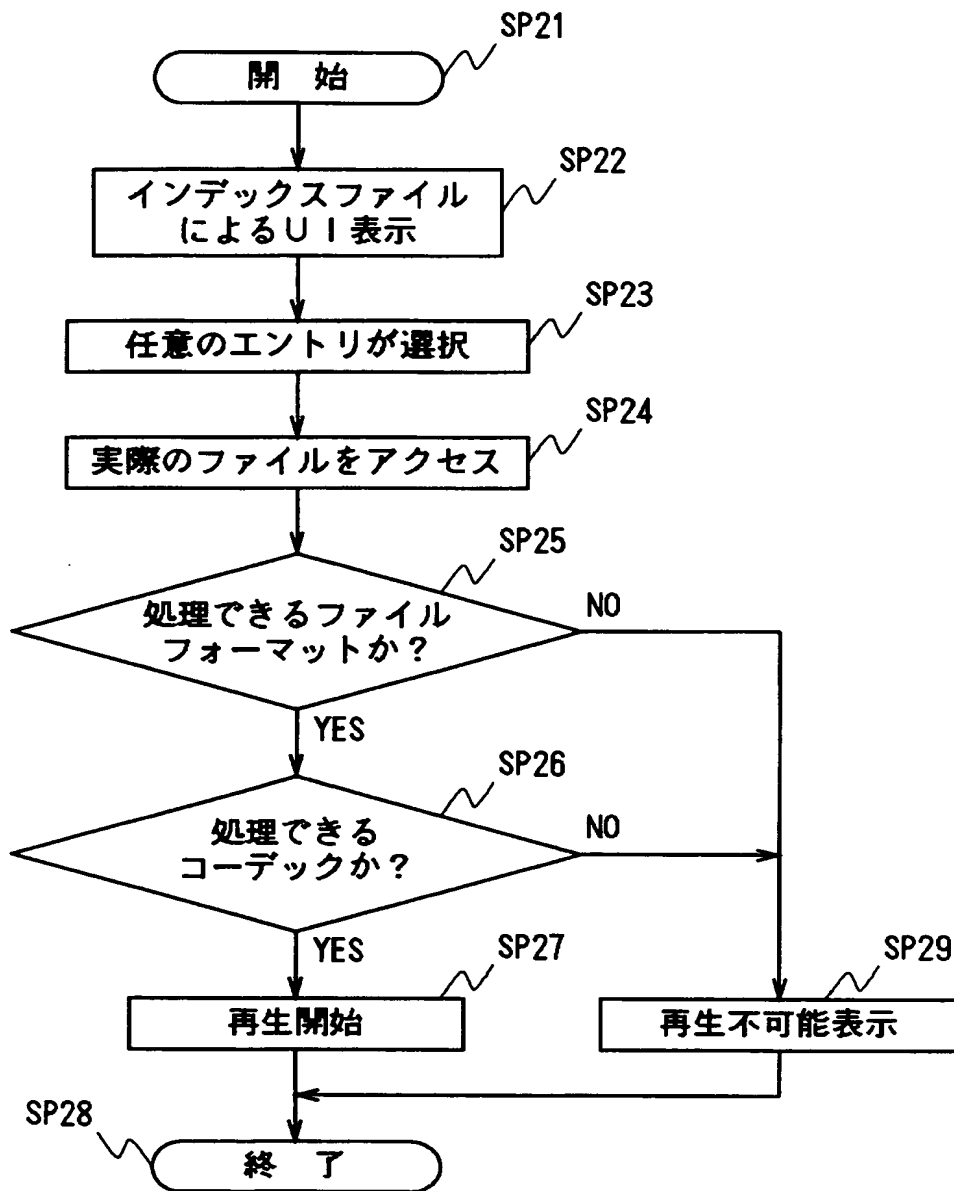 SP21
開 始
SP22
インデックスファイル
によるUI表示
SP23
任意のエントリが選択
SP24
実際のファイルをアクセス
SP25
処理できるファイル
フォーマットか?
NO
YES
SP26
処理できる
コーデックか?
NO
YES
SP27
再生開始
SP29
再生不可能表示
SP28
終 了